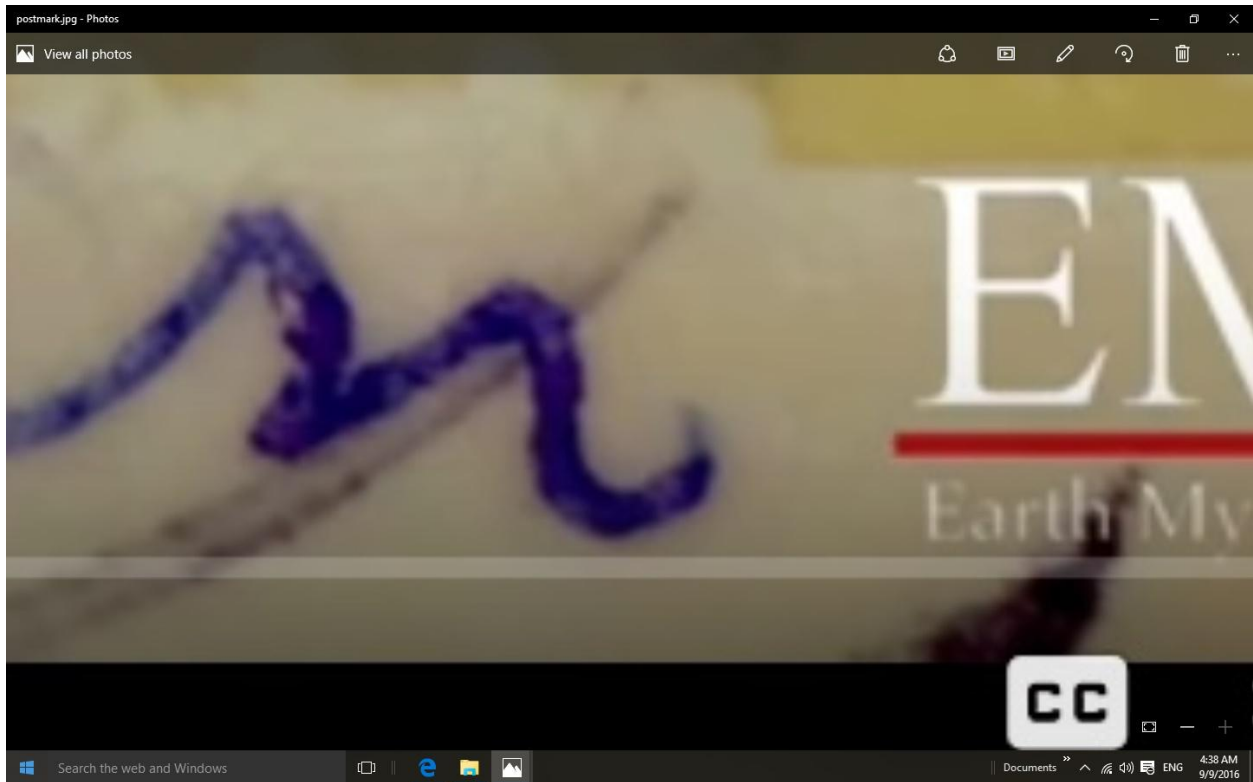 postmark.jpg - Photos
View all photos
EM
Earth My
CC
Search the web and Windows
Documents
ENG
4:38 AM
9/9/2016